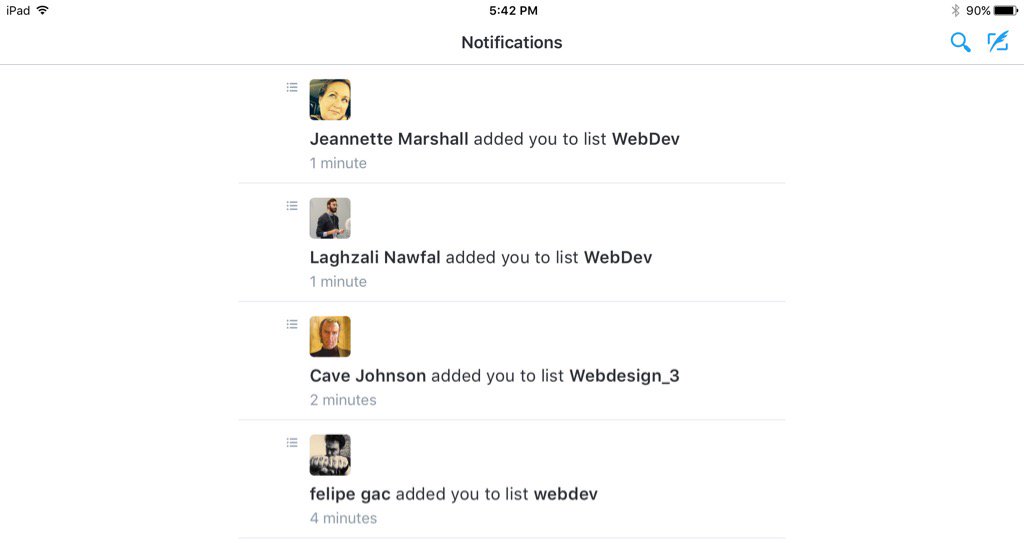 iPad 5:42 PM 90%
Notifications
Jeannette Marshall added you to list WebDev
1 minute
Laghzali Nawfal added you to list WebDev
1 minute
Cave Johnson added you to list Webdesign_3
2 minutes
felipe gac added you to list webdev
4 minutes